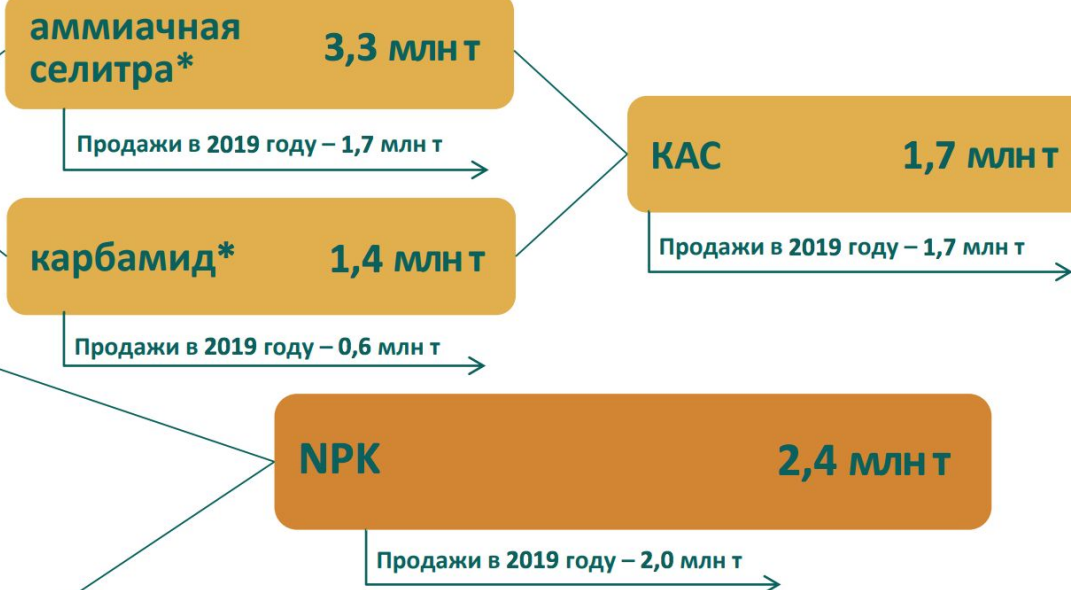 аммиачная
селитра*
3,3 млн т
Продажи в 2019 году – 1,7 млн т
КАС
1,7 млн т
Продажи в 2019 году – 1,7 млн т
карбамид*
1,4 млн т
Продажи в 2019 году – 0,6 млн т
NPK
2,4 млн т
Продажи в 2019 году – 2,0 млн т